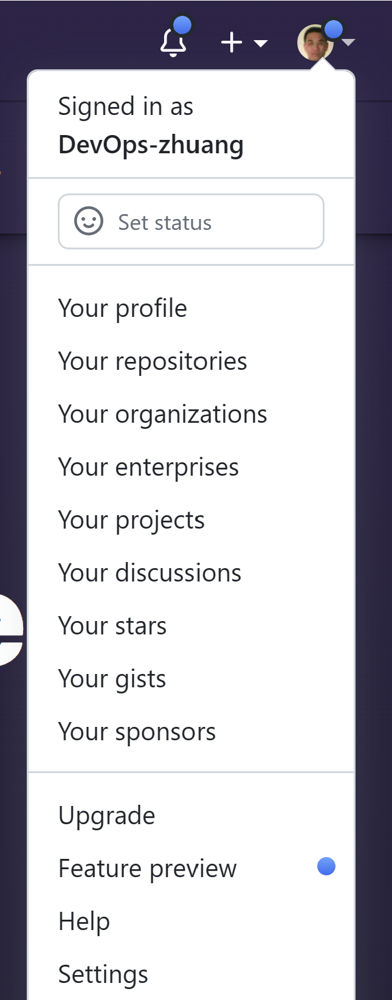 Signed in as
DevOps-zhuang
Set status
Your profile
Your repositories
Your organizations
Your enterprises
Your projects
Your discussions
Your stars
Your gists
Your sponsors
Upgrade
Feature preview
Help
Settings